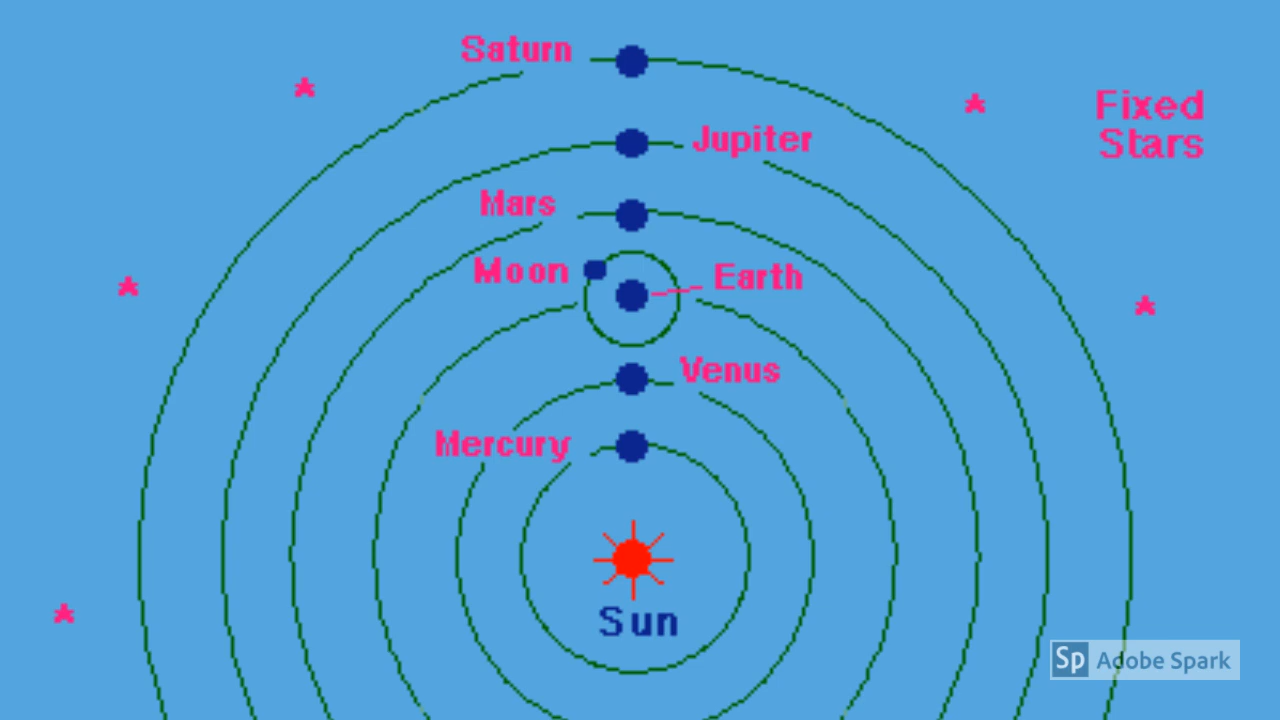 Saturn
Fixed
Stars
Jupiter
Mars
Moon
Earth
Venus
Mercury
Sun
Sp Adobe Spark